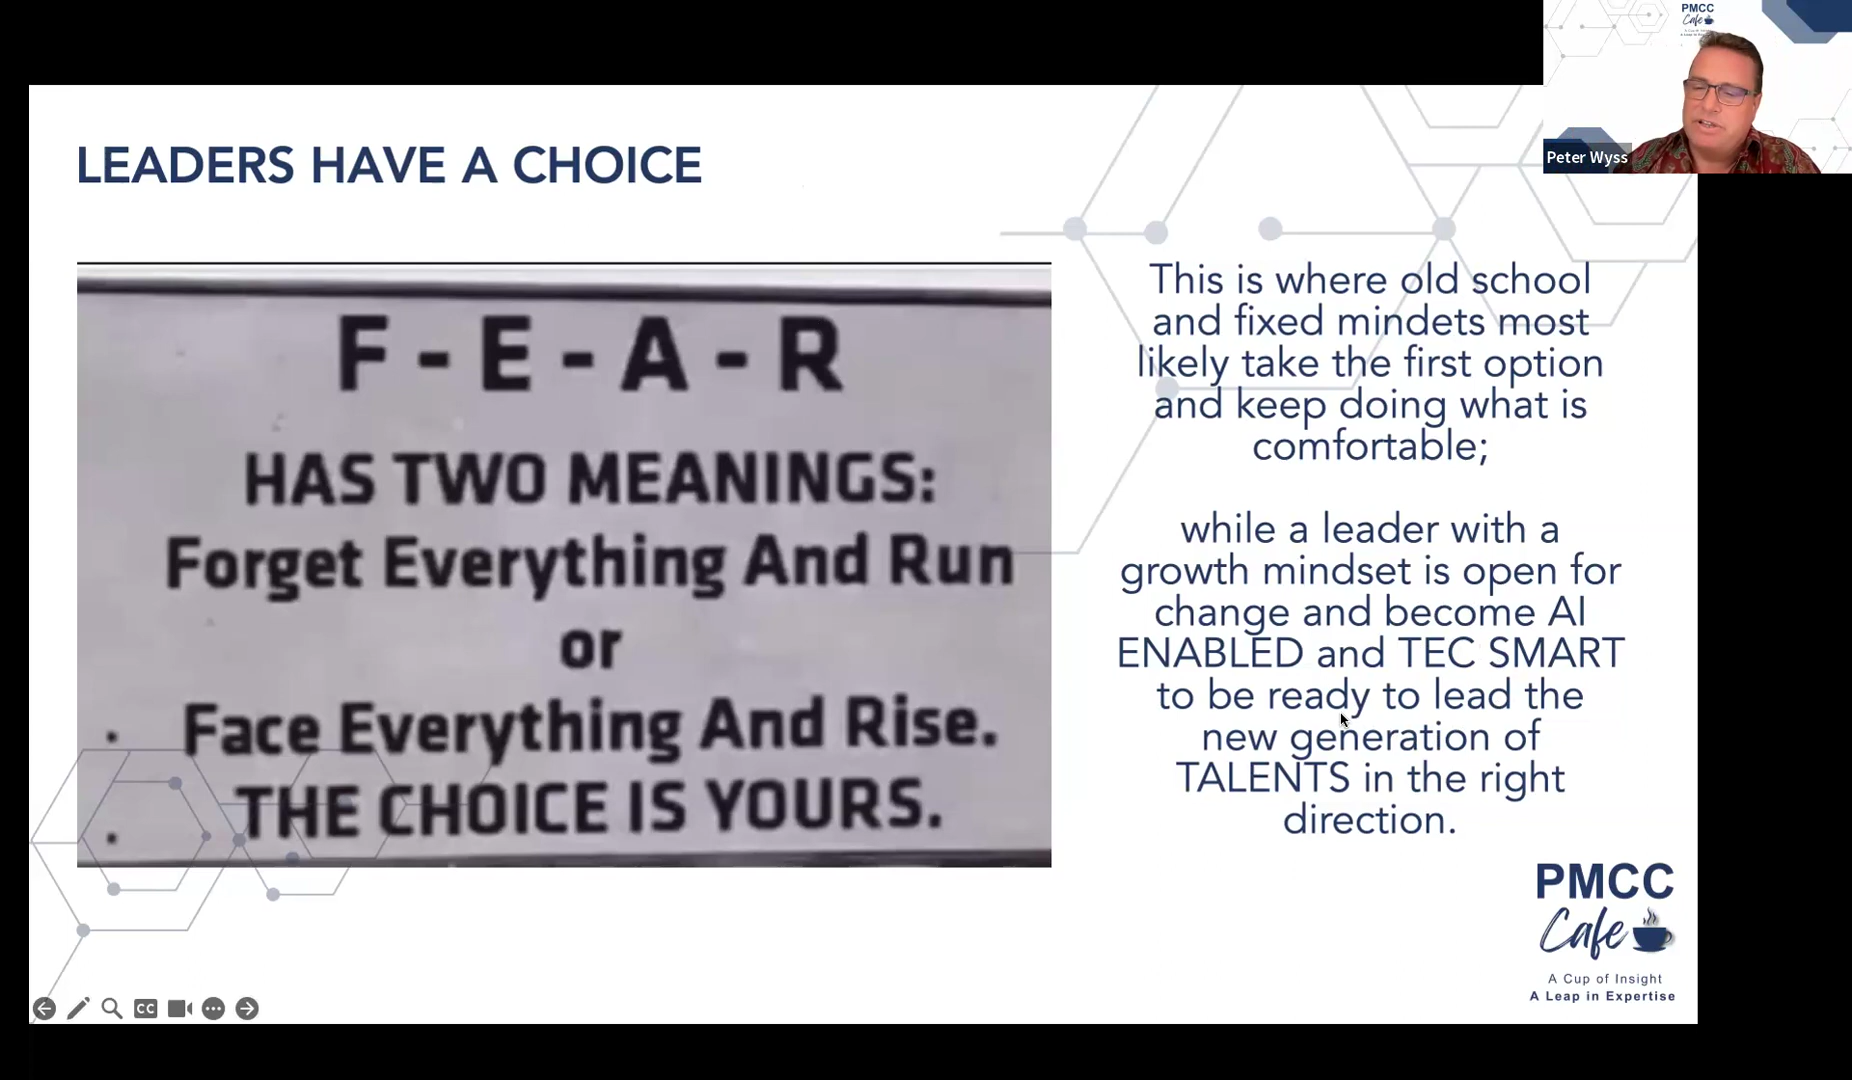 PMCC
Cafe
Peter Wyss
LEADERS HAVE A CHOICE
F - E - A - R
HAS TWO MEANINGS:
Forget Everything And Run
or
Face Everything And Rise.
THE CHOICE IS YOURS.
This is where old school
and fixed mindets most
likely take the first option
and keep doing what is
comfortable;
while a leader with a
growth mindset is open for
change and become AI
ENABLED and TEC SMART
to be ready to lead the
new generation of
TALENTS in the right
direction.
PMCC
Cafe
A Cup of Insight
A Leap in Expertise
CC